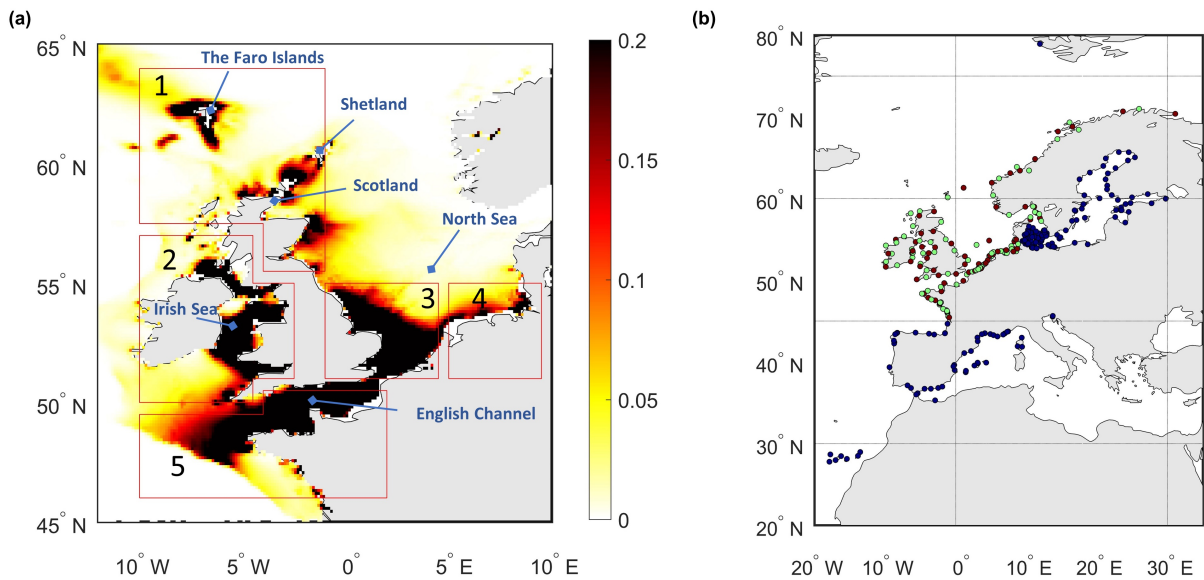 (a)
65° N
60° N
55° N
50° N
45° N
10° W
5° W
0°
5° E
10° E
1
The Faro Islands
Shetland
Scotland
North Sea
2
Irish Sea
3
4
English Channel
5
0.2
0.15
0.1
0.05
0
(b)
80° N
70° N
60° N
50° N
40° N
30° N
20° N
20° W
10° W
0°
10° E
20° E
30° E